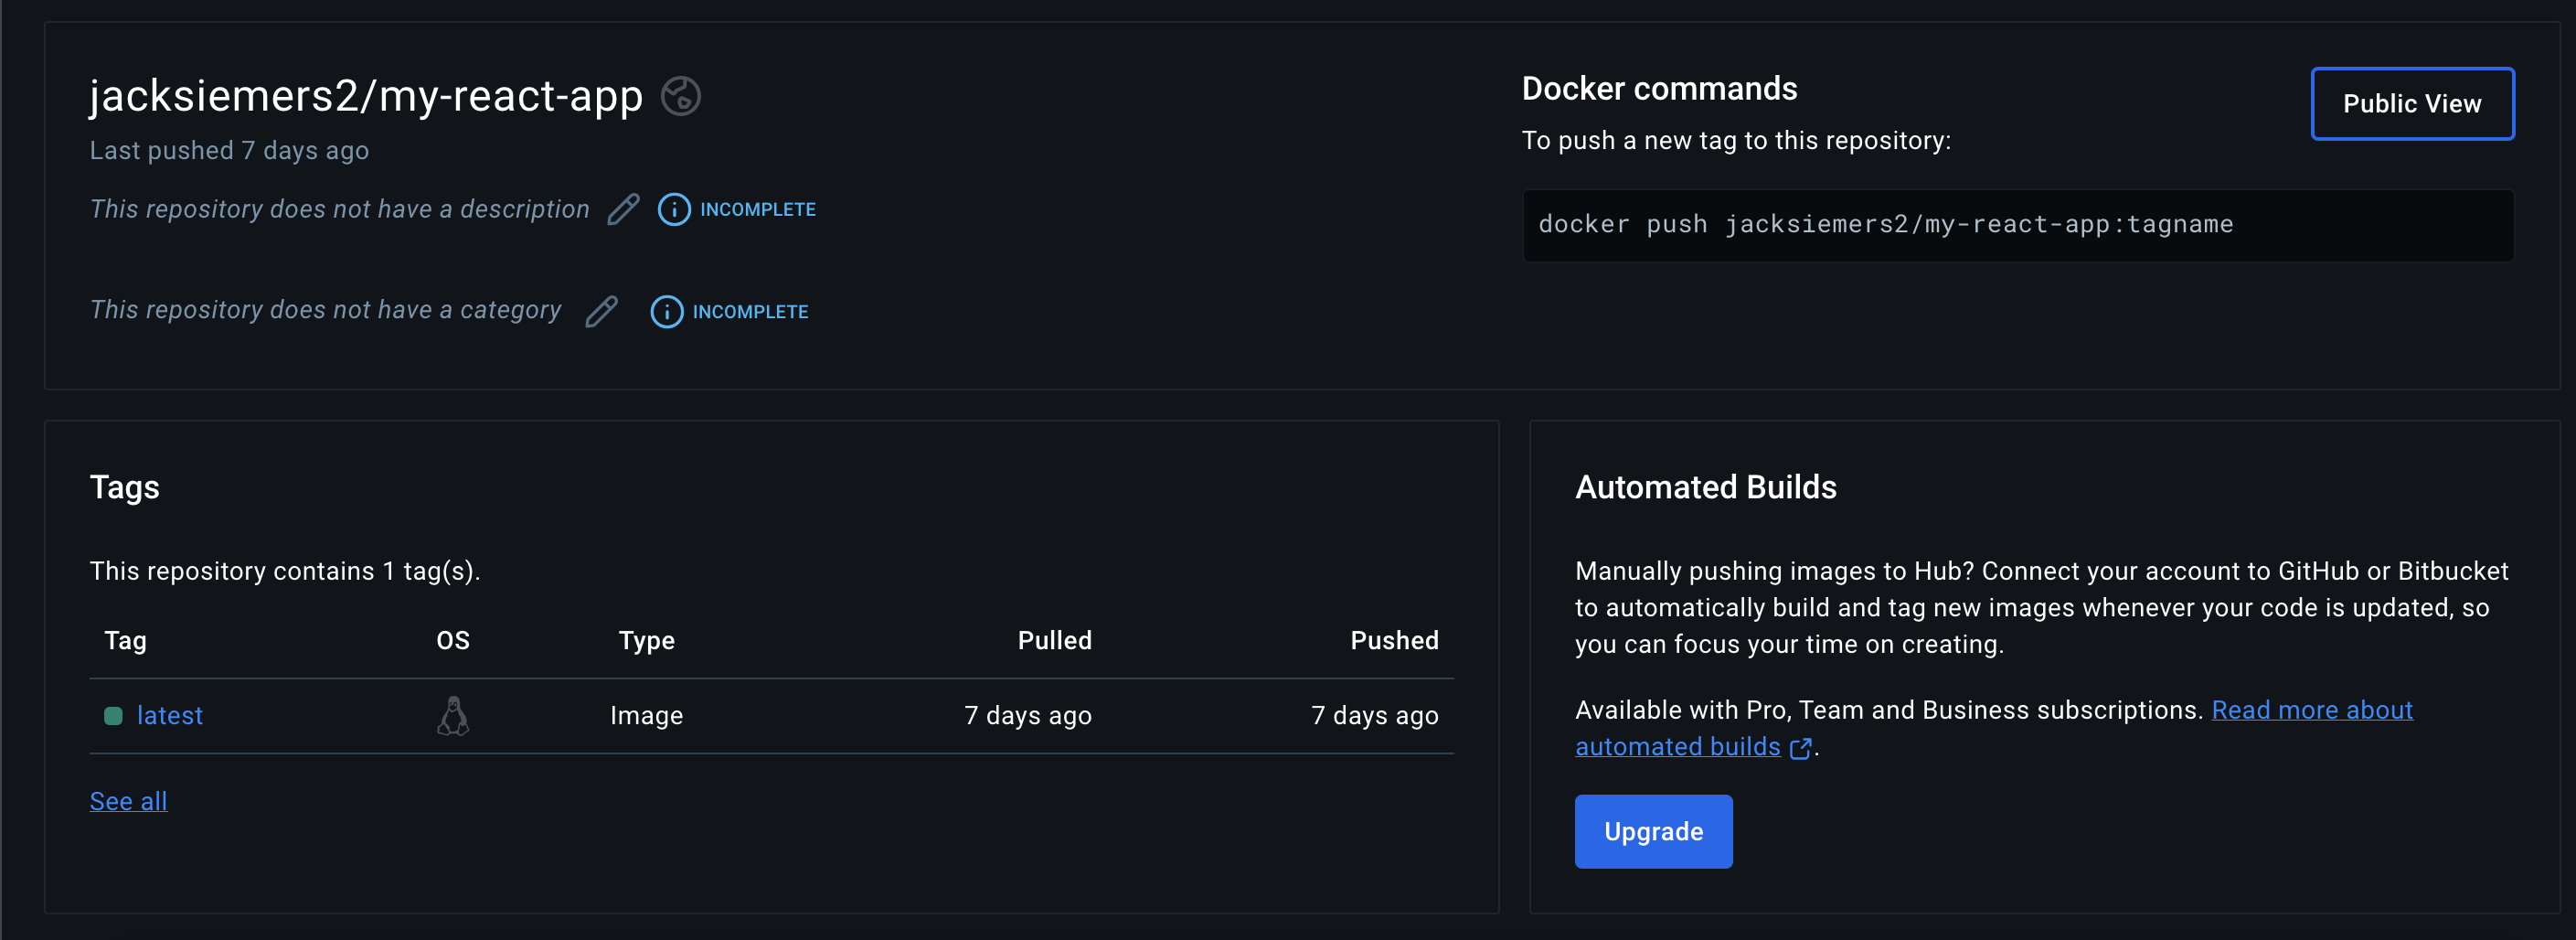 jacksiemers2/my-react-app
Last pushed 7 days ago
This repository does not have a description INCOMPLETE
This repository does not have a category INCOMPLETE
Docker commands
To push a new tag to this repository:
Public View
docker push jacksiemers2/my-react-app:tagname
Tags
This repository contains 1 tag(s).
Tag OS Type Pulled Pushed
latest Image 7 days ago 7 days ago
See all
Automated Builds
Manually pushing images to Hub? Connect your account to GitHub or Bitbucket
to automatically build and tag new images whenever your code is updated, so
you can focus your time on creating.
Available with Pro, Team and Business subscriptions. Read more about
automated builds .
Upgrade